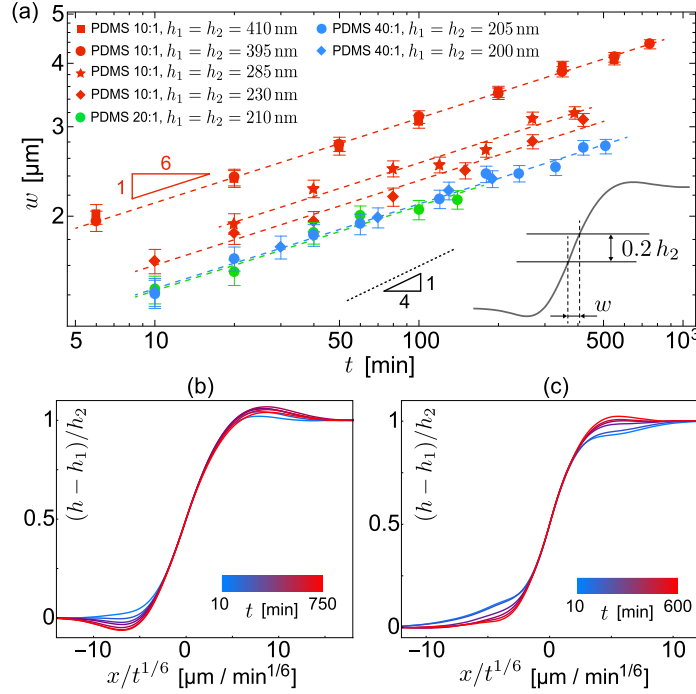 (a)
PDMS 10:1, h₁ = h₂ = 410 nm
PDMS 10:1, h₁ = h₂ = 395 nm
PDMS 10:1, h₁ = h₂ = 285 nm
PDMS 10:1, h₁ = h₂ = 230 nm
PDMS 20:1, h₁ = h₂ = 210 nm
PDMS 40:1, h₁ = h₂ = 205 nm
PDMS 40:1, h₁ = h₂ = 200 nm
5
4
3
2
w [µm]
6
1
1
4
0.2 h₂
w
5 10 50 100 500 10³
t [min]
(b)
(h − h₁)/h₂
1
0.5
0
10 750
t [min]
−10 0 10
x/t^{1/6} [µm / min^{1/6}]
(c)
(h − h₁)/h₂
1
0.5
0
10 600
t [min]
−10 0 10
x/t^{1/6} [µm / min^{1/6}]